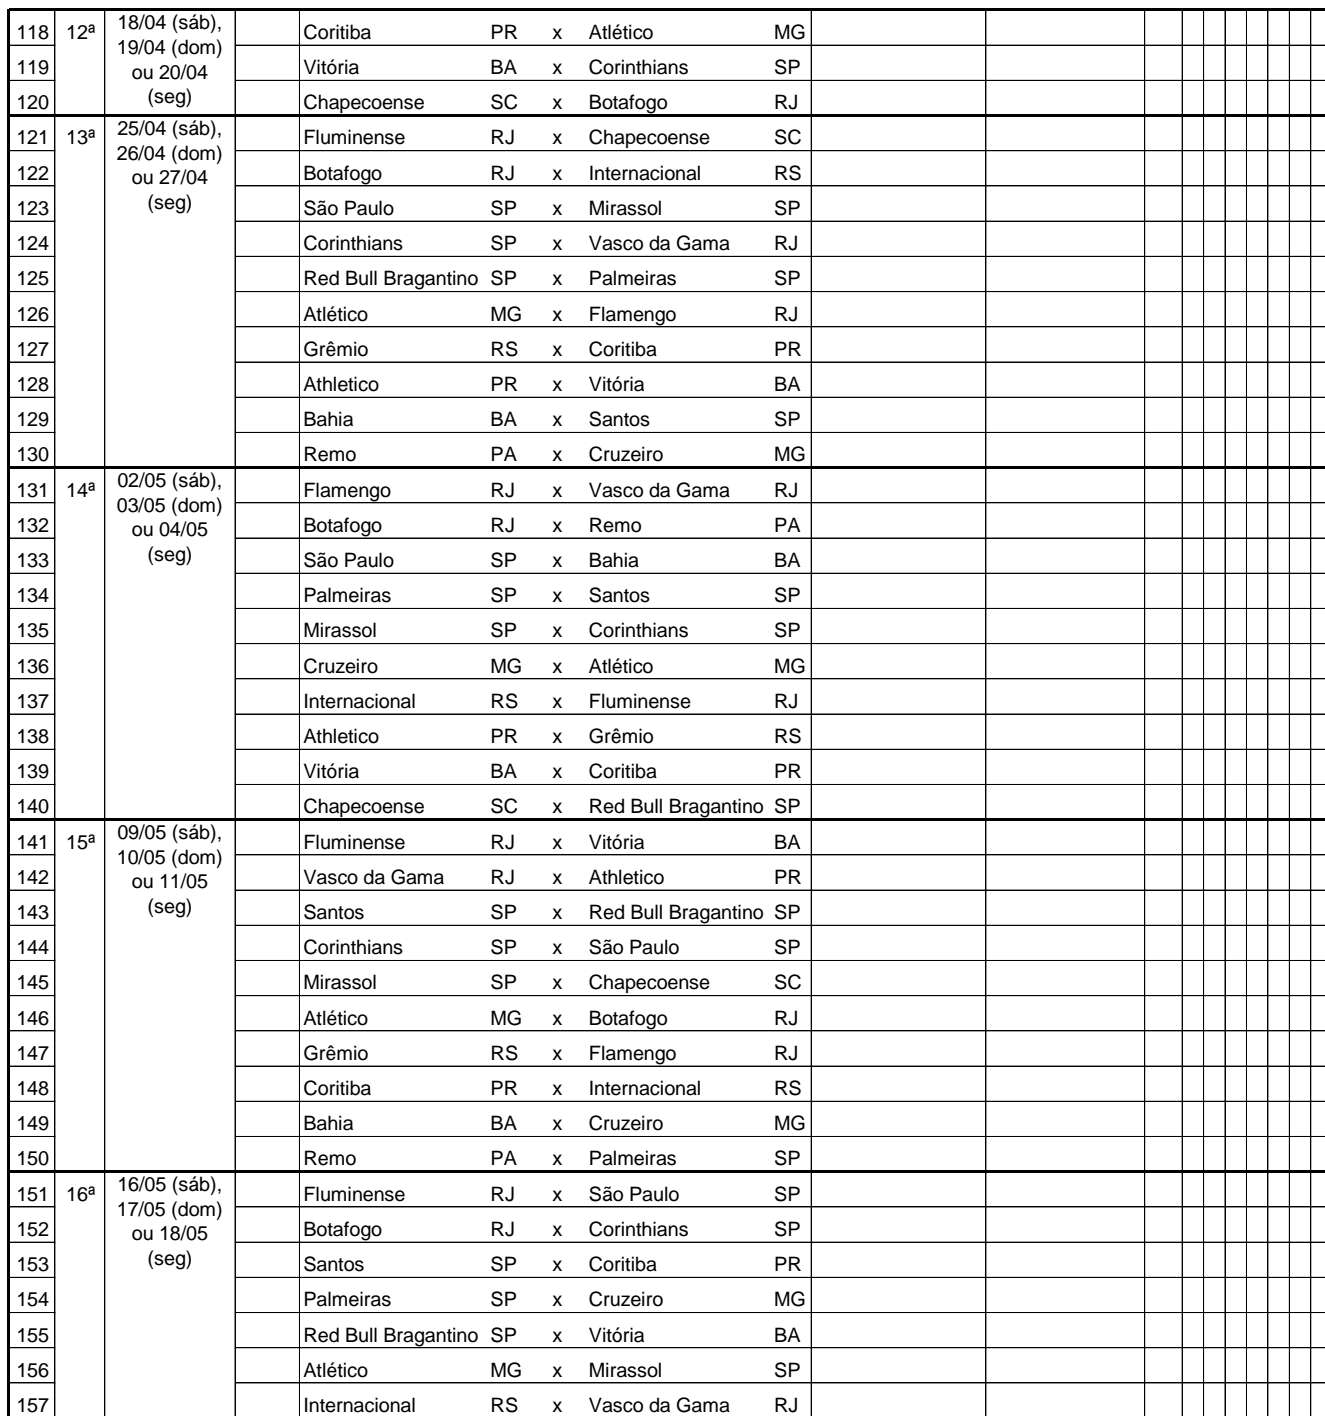 118 12ª 18/04 (sáb), Coritiba PR x Atlético MG
19/04 (dom)
119 ou 20/04 Vitória BA x Corinthians SP
120 (seg) Chapecoense SC x Botafogo RJ
121 13ª 25/04 (sáb), Fluminense RJ x Chapecoense SC
26/04 (dom)
122 ou 27/04 Botafogo RJ x Internacional RS
123 (seg) São Paulo SP x Mirassol SP
124 Corinthians SP x Vasco da Gama RJ
125 Red Bull Bragantino SP x Palmeiras SP
126 Atlético MG x Flamengo RJ
127 Grêmio RS x Coritiba PR
128 Athletico PR x Vitória BA
129 Bahia BA x Santos SP
130 Remo PA x Cruzeiro MG
131 14ª 02/05 (sáb), Flamengo RJ x Vasco da Gama RJ
03/05 (dom)
132 ou 04/05 Botafogo RJ x Remo PA
133 (seg) São Paulo SP x Bahia BA
134 Palmeiras SP x Santos SP
135 Mirassol SP x Corinthians SP
136 Cruzeiro MG x Atlético MG
137 Internacional RS x Fluminense RJ
138 Athletico PR x Grêmio RS
139 Vitória BA x Coritiba PR
140 Chapecoense SC x Red Bull Bragantino SP
141 15ª 09/05 (sáb), Fluminense RJ x Vitória BA
10/05 (dom)
142 ou 11/05 Vasco da Gama RJ x Athletico PR
143 (seg) Santos SP x Red Bull Bragantino SP
144 Corinthians SP x São Paulo SP
145 Mirassol SP x Chapecoense SC
146 Atlético MG x Botafogo RJ
147 Grêmio RS x Flamengo RJ
148 Coritiba PR x Internacional RS
149 Bahia BA x Cruzeiro MG
150 Remo PA x Palmeiras SP
151 16ª 16/05 (sáb), Fluminense RJ x São Paulo SP
17/05 (dom)
152 ou 18/05 Botafogo RJ x Corinthians SP
153 (seg) Santos SP x Coritiba PR
154 Palmeiras SP x Cruzeiro MG
155 Red Bull Bragantino SP x Vitória BA
156 Atlético MG x Mirassol SP
157 Internacional RS x Vasco da Gama RJ